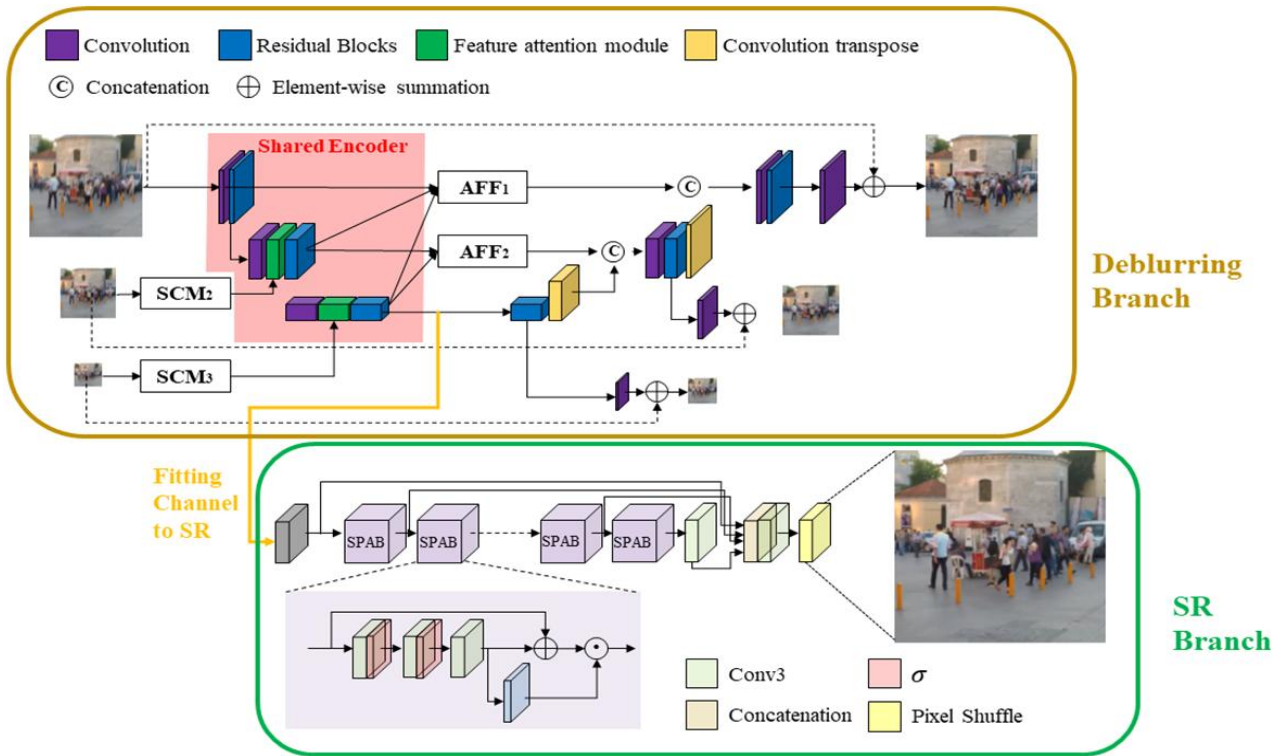 Convolution
Residual Blocks
Feature attention module
Convolution transpose
C Concatenation
Element-wise summation
Shared Encoder
AFF1
C
AFF2
C
SCM2
SCM3
Deblurring
Branch
Fitting
Channel
to SR
SPAB
SPAB
SPAB
SPAB
SR
Branch
Conv3
σ
Concatenation
Pixel Shuffle